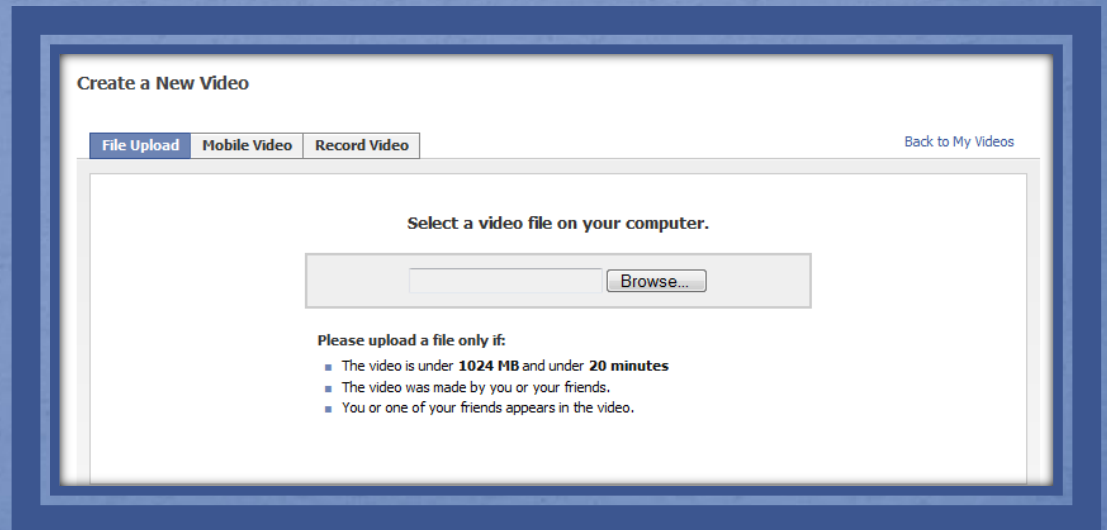 Create a New Video
File Upload Mobile Video Record Video Back to My Videos
Select a video file on your computer.
Browse...
Please upload a file only if:
The video is under 1024 MB and under 20 minutes
The video was made by you or your friends.
You or one of your friends appears in the video.